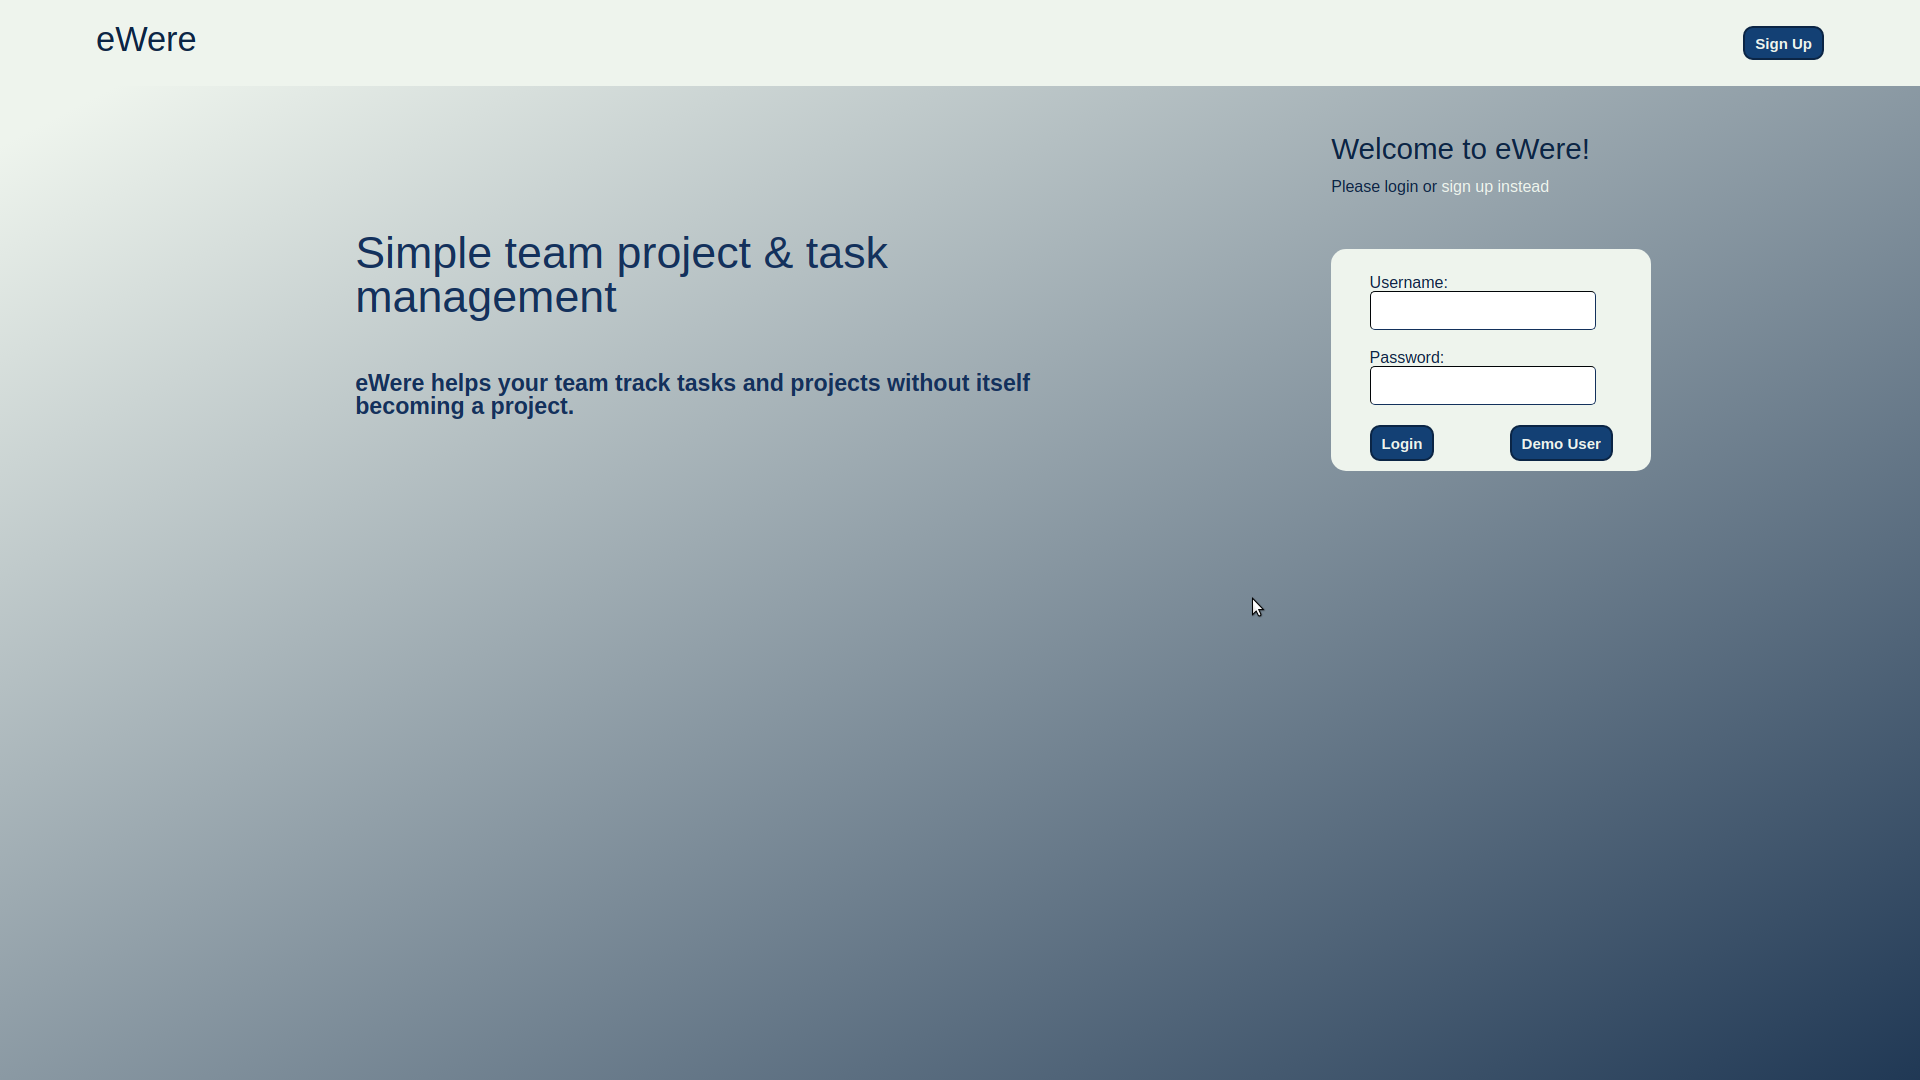 eWere
Sign Up
Welcome to eWere!
Please login or sign up instead
Simple team project & task
management
eWere helps your team track tasks and projects without itself
becoming a project.
Username:
Password:
Login
Demo User